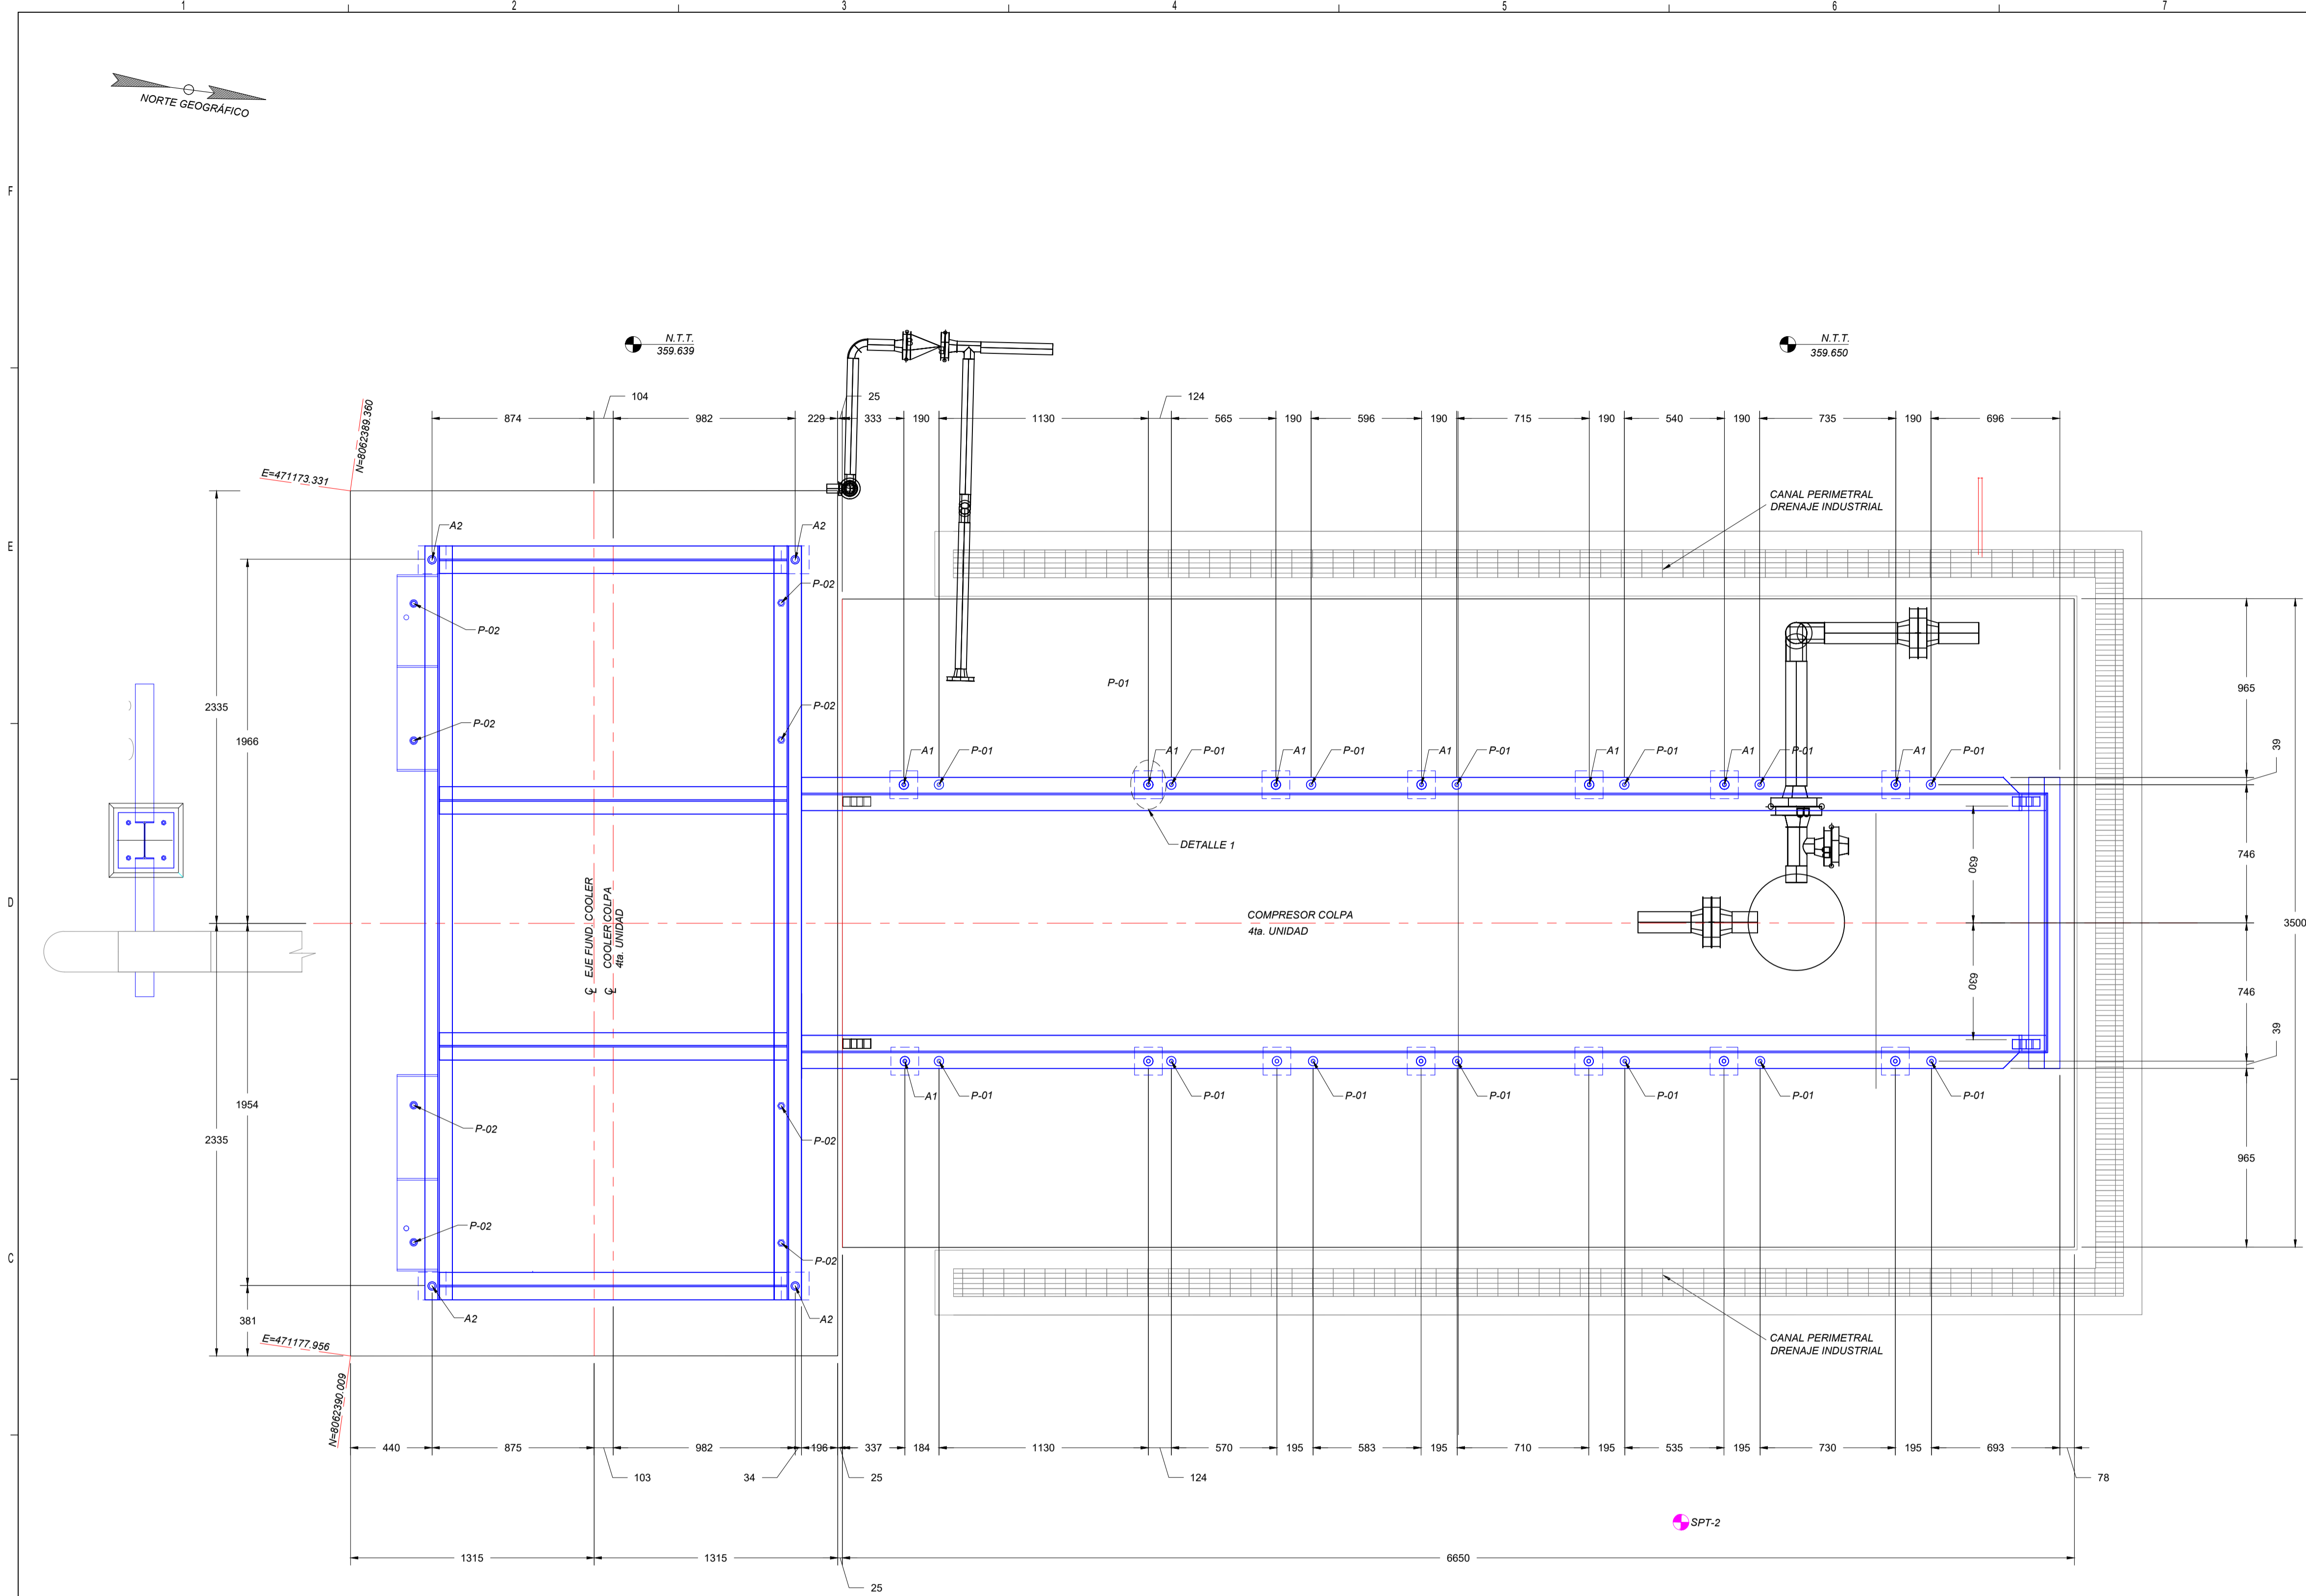 1 2 3 4 5 6 7
NORTE GEOGRÁFICO
F
N.T.T.
359.639
N.T.T.
359.650
104 25 124
874 982 229 333 190 1130 565 190 596 190 715 190 540 190 735 190 696
N=8062389.360
E=471173.331
CANAL PERIMETRAL
DRENAJE INDUSTRIAL
A2 A2
E
P-02
P-02
P-01
965
2335
P-02
P-02
1966
39
A1 P-01 A1 P-01 A1 P-01 A1 P-01 A1 P-01 A1 P-01 A1 P-01
DETALLE 1
746
630
D
EJE FUND. COOLER
COOLER COLPA
4ta. UNIDAD
COMPRESOR COLPA
4ta. UNIDAD
3500
630
746
39
A1 P-01 P-01 P-01 P-01 P-01 P-01 P-01
1954
P-02
P-02
2335
965
P-02
P-02
C
381
A2 A2
E=471177.956
CANAL PERIMETRAL
DRENAJE INDUSTRIAL
N=8062390.009
440 875 982 196 337 184 1130 570 195 583 195 710 195 535 195 730 195 693
103 34 25 124 78
SPT-2
1315 1315 6650
25